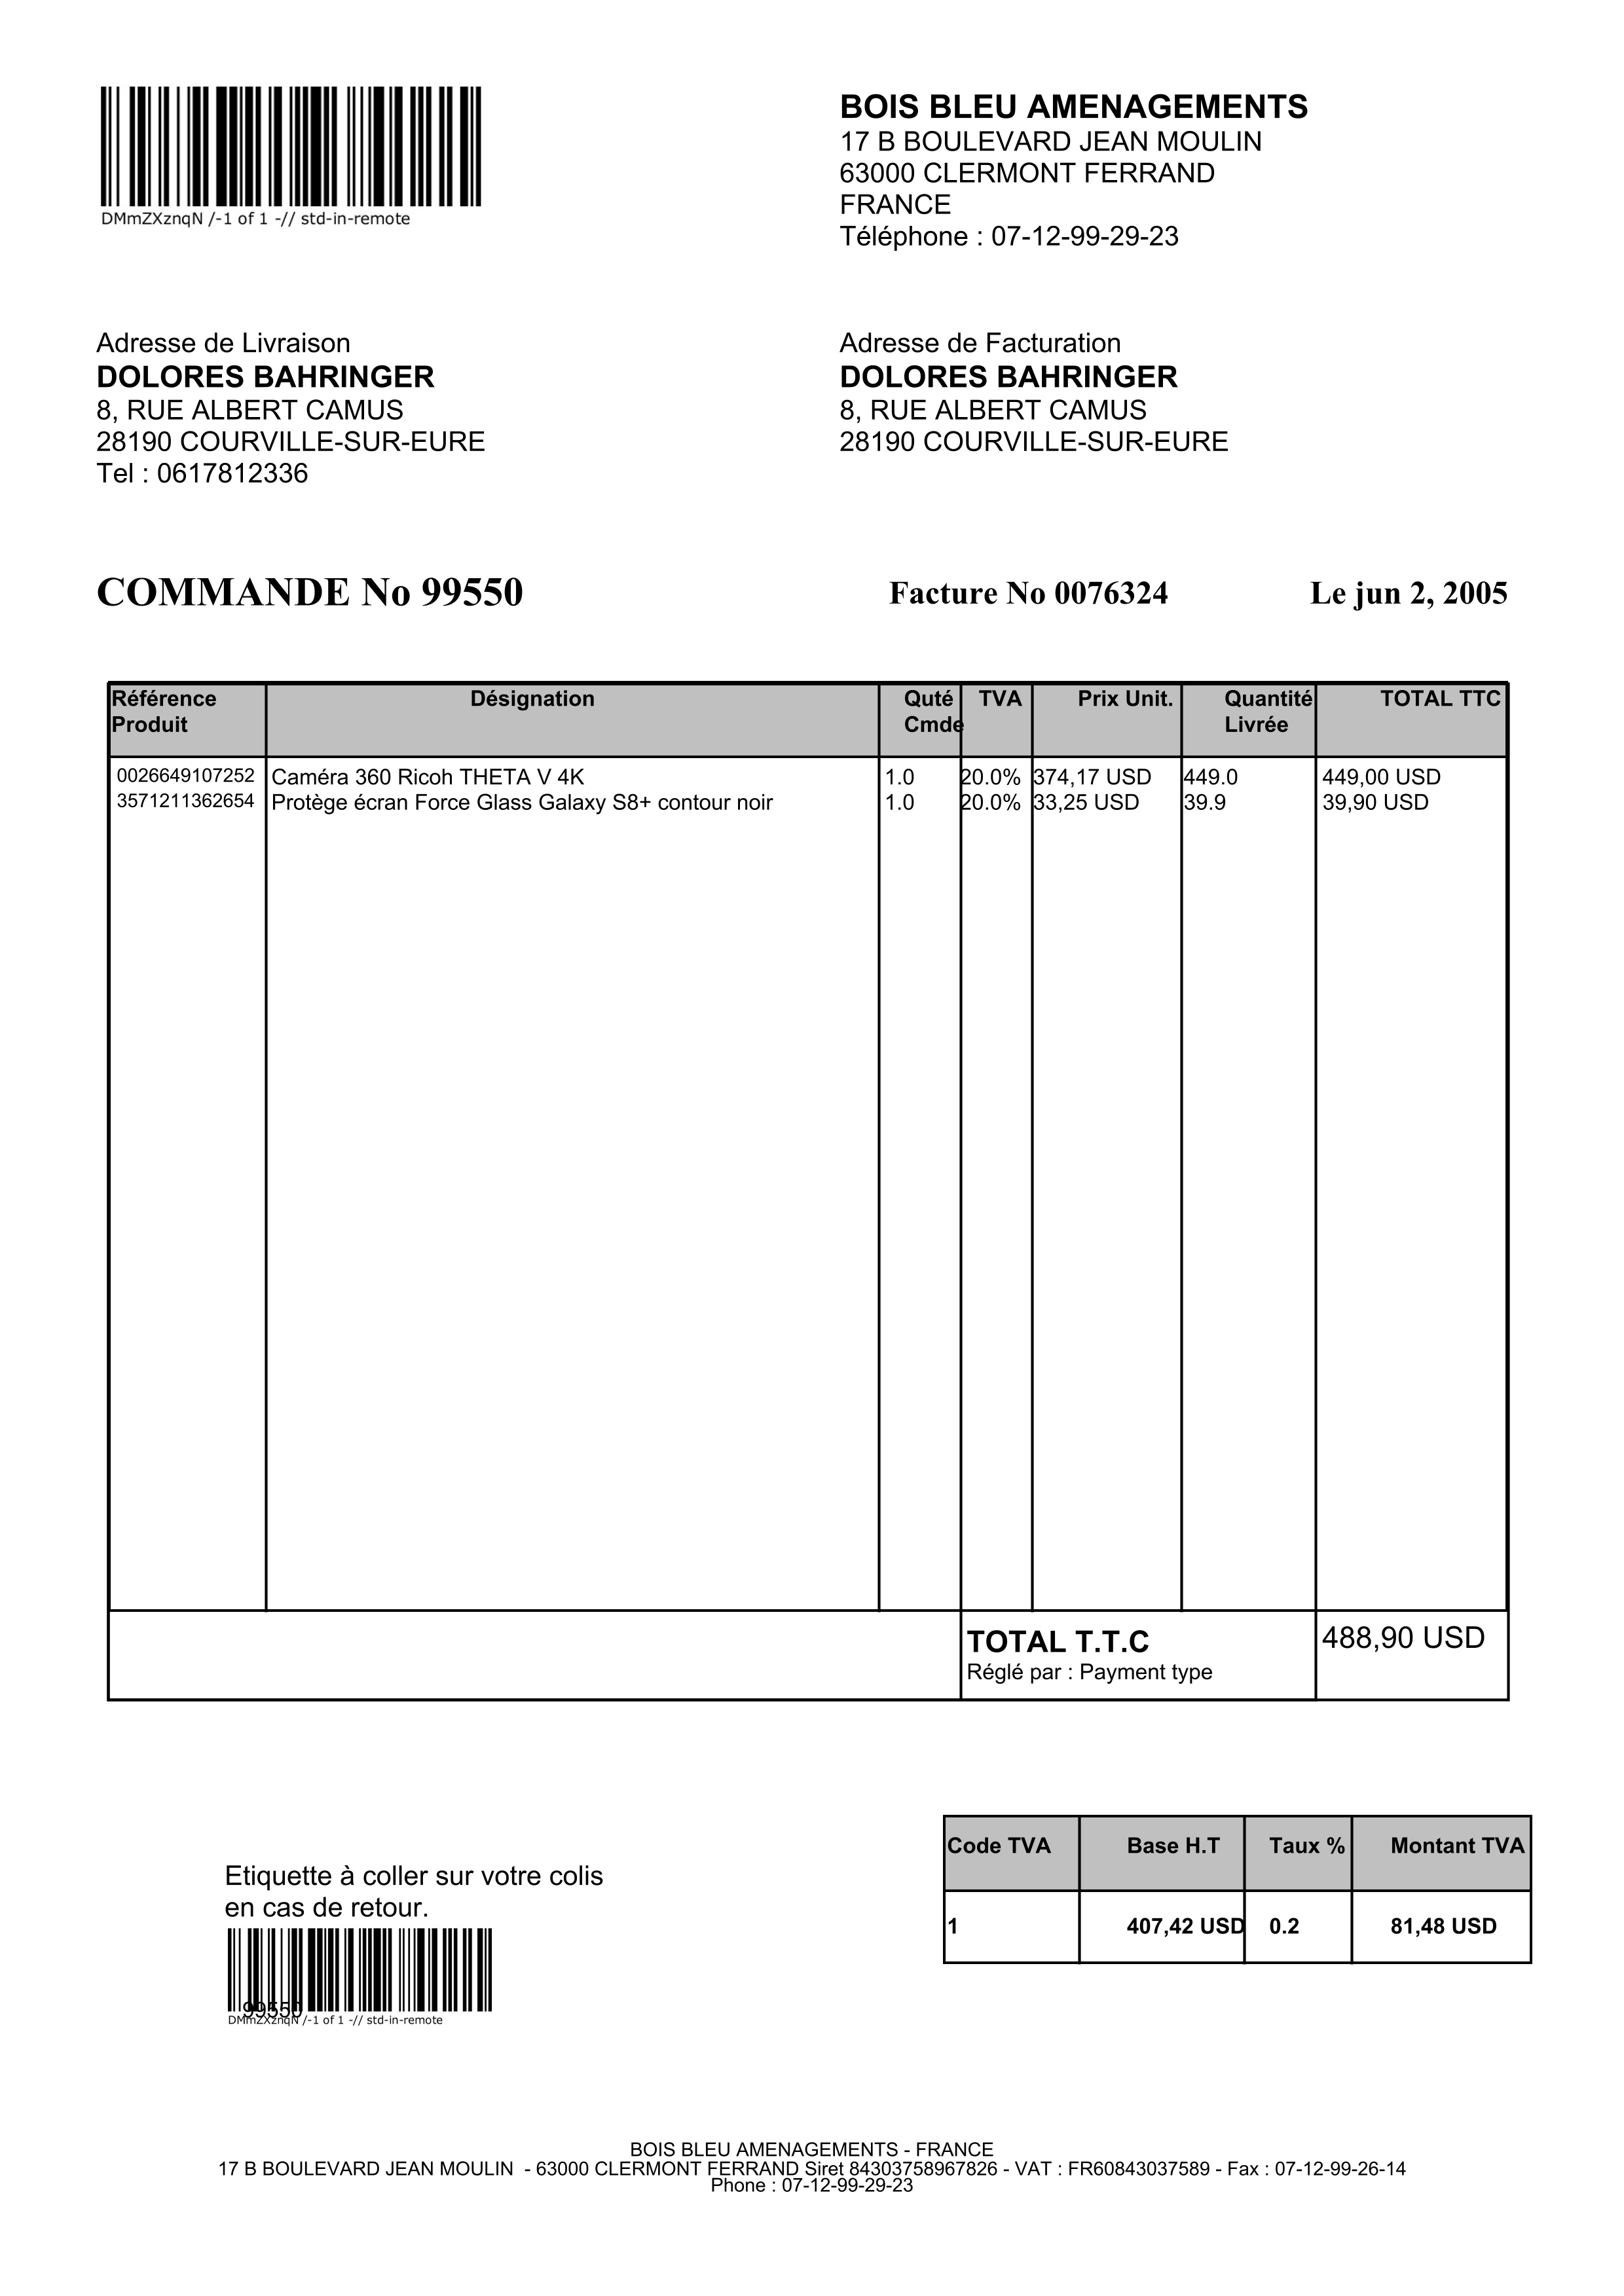 DMmZXznqN /-1 of 1 -// std-in-remote
BOIS BLEU AMENAGEMENTS
17 B BOULEVARD JEAN MOULIN
63000 CLERMONT FERRAND
FRANCE
Téléphone : 07-12-99-29-23
Adresse de Livraison
DOLORES BAHRINGER
8, RUE ALBERT CAMUS
28190 COURVILLE-SUR-EURE
Tel : 0617812336
Adresse de Facturation
DOLORES BAHRINGER
8, RUE ALBERT CAMUS
28190 COURVILLE-SUR-EURE
COMMANDE No 99550 Facture No 0076324 Le jun 2, 2005
Référence Produit Désignation Quté Cmde TVA Prix Unit. Quantité Livrée TOTAL TTC
0026649107252 Caméra 360 Ricoh THETA V 4K 1.0 20.0% 374,17 USD 449.0 449,00 USD
3571211362654 Protège écran Force Glass Galaxy S8+ contour noir 1.0 20.0% 33,25 USD 39.9 39,90 USD
TOTAL T.T.C 488,90 USD
Réglé par : Payment type
Code TVA Base H.T Taux % Montant TVA
1 407,42 USD 0.2 81,48 USD
Etiquette à coller sur votre colis
en cas de retour.
99550
DMmZXznqN /-1 of 1 -// std-in-remote
BOIS BLEU AMENAGEMENTS - FRANCE
17 B BOULEVARD JEAN MOULIN - 63000 CLERMONT FERRAND Siret 84303758967826 - VAT : FR60843037589 - Fax : 07-12-99-26-14
Phone : 07-12-99-29-23